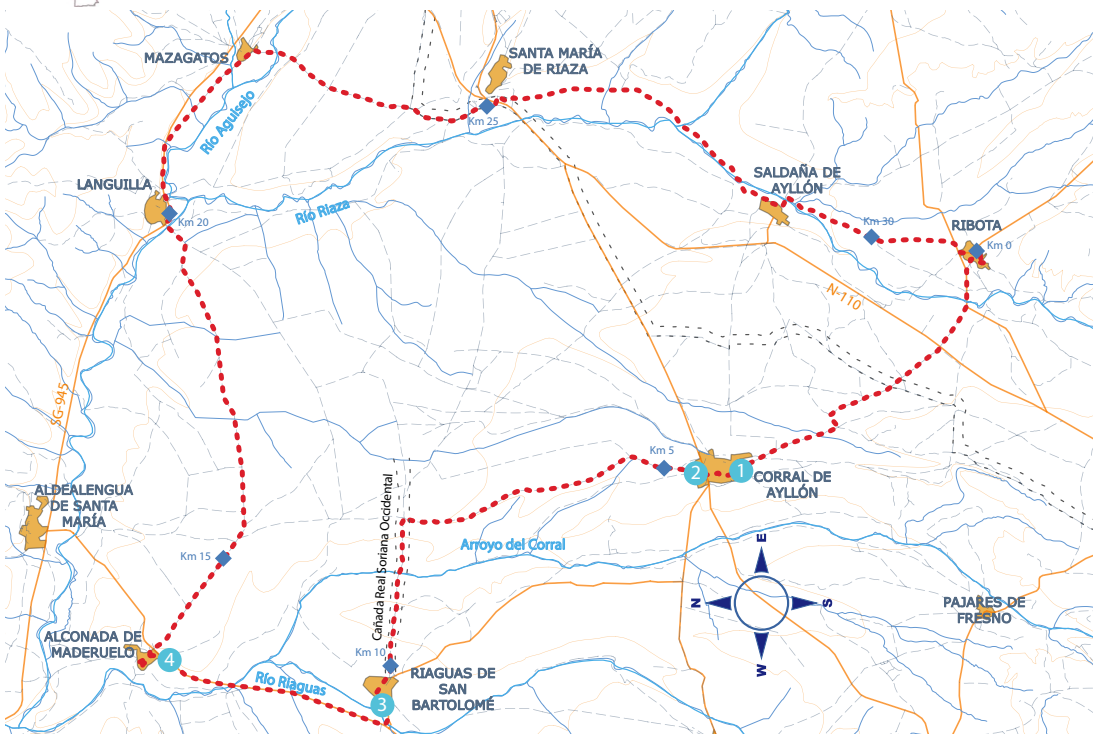 MAZAGATOS
SANTA MARÍA
DE RIAZA
Río Aguisejo
Km 25
LANGUILLA
SALDAÑA DE
AYLLÓN
Km 20
Río Riaza
Km 30
RIBOTA
Km 0
N-110
SG-945
Km 5
2
1
CORRAL DE
AYLLÓN
ALDEALENGUA
DE SANTA
MARÍA
Cañada Real Soriana Occidental
Arroyo del Corral
Km 15
E
N
S
W
PAJARES DE
FRESNO
ALCONADA DE
MADERUELO
4
Km 10
Río Riaguas
RIAGUAS DE
SAN
BARTOLOMÉ
3